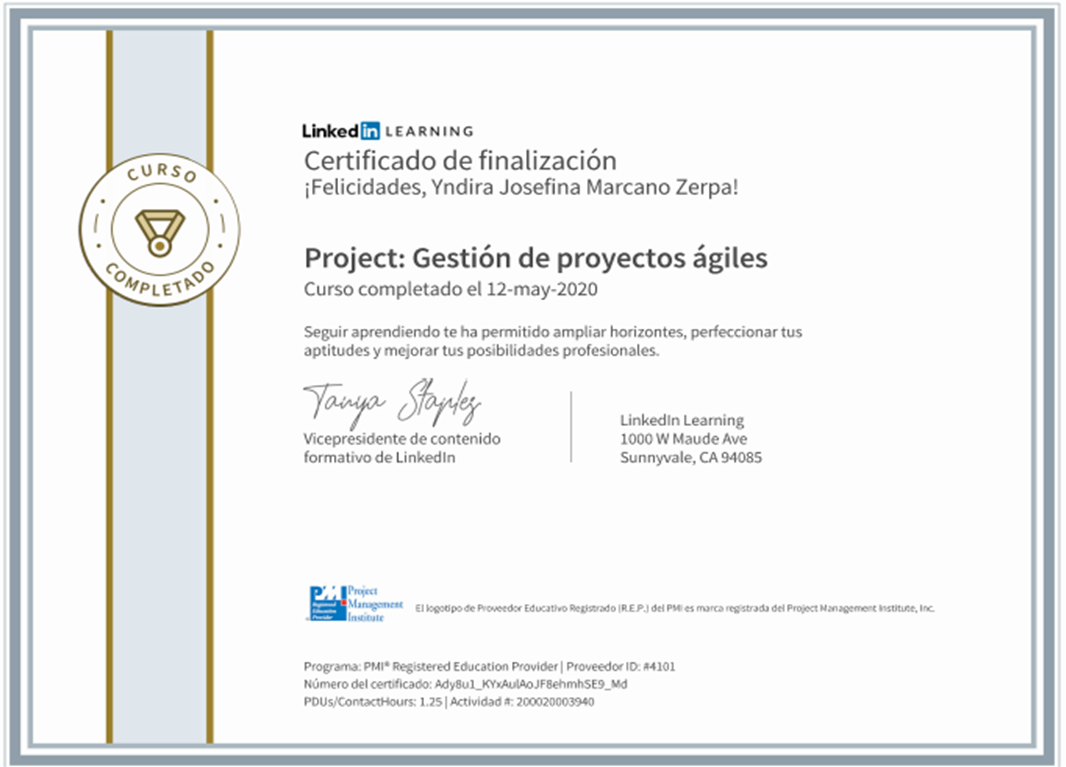 CURSO
COMPLETADO
Linked in LEARNING
Certificado de finalización
¡Felicidades, Yndira Josefina Marcano Zerpa!
Project: Gestión de proyectos ágiles
Curso completado el 12-may-2020
Seguir aprendiendo te ha permitido ampliar horizontes, perfeccionar tus
aptitudes y mejorar tus posibilidades profesionales.
Tanya Staples
Vicepresidente de contenido
formativo de LinkedIn
LinkedIn Learning
1000 W Maude Ave
Sunnyvale, CA 94085
PMI
Registered
Education
Provider
Project
Management
Institute
El logotipo de Proveedor Educativo Registrado (R.E.P.) del PMI es marca registrada del Project Management Institute, Inc.
Programa: PMI® Registered Education Provider | Proveedor ID: #4101
Número del certificado: Ady8u1_KYxAulAoJF8ehmhSE9_Md
PDUs/ContactHours: 1.25 | Actividad #: 200020003940